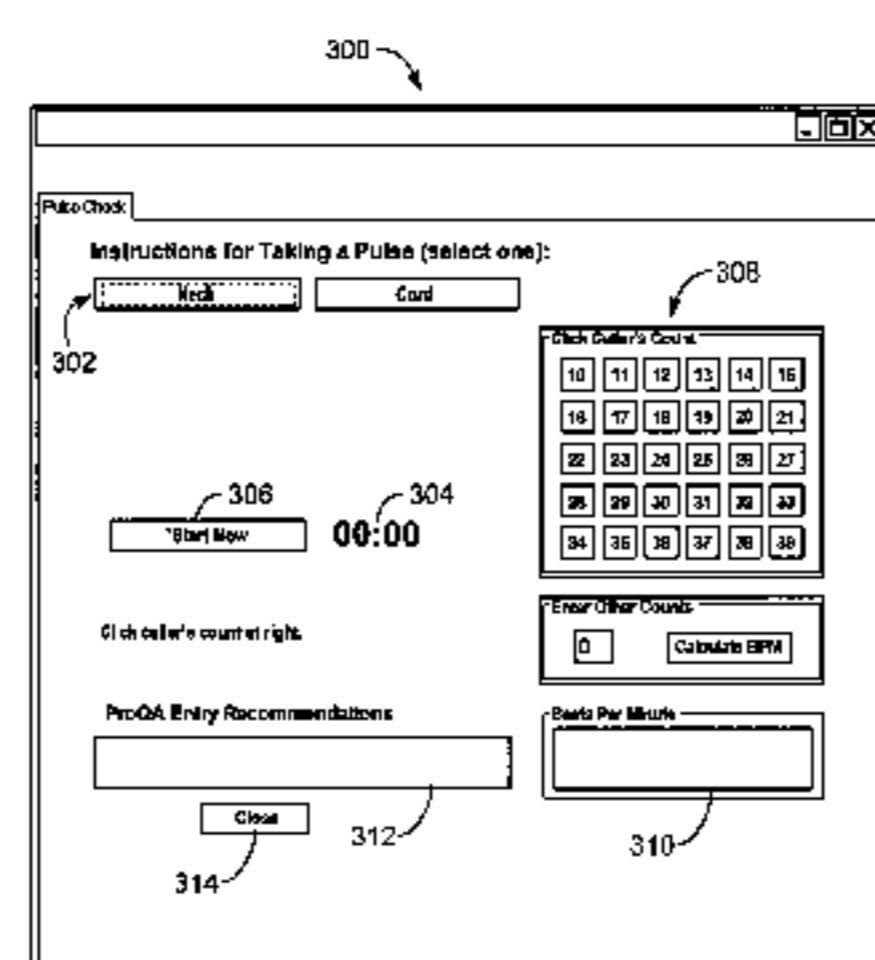 300
Pulse Check
Instructions for Taking a Pulse (select one):
Neck
Cord
308
302
Click Caller's Count
10 11 12 13 14 15
16 17 18 19 20 21
22 23 24 25 26 27
28 29 30 31 32 33
34 35 36 37 38 39
306
304
Start Now
00:00
Enter Other Counts
0
Calculate BPM
Click caller's count at right.
ProQA Entry Recommendations
Beats Per Minute
312
310
314